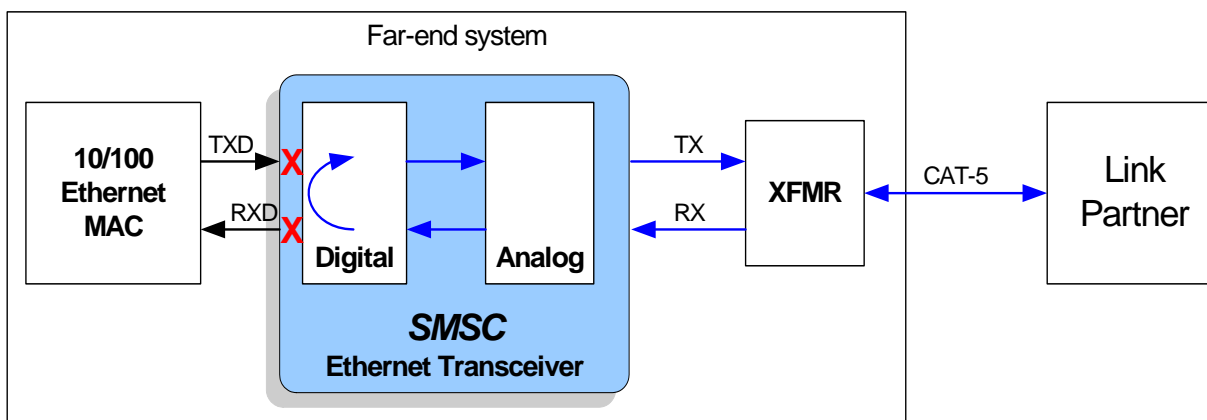 Far-end system
10/100
Ethernet
MAC
TXD
RXD
X
X
Digital
Analog
SMSC
Ethernet Transceiver
TX
RX
XFMR
CAT-5
Link
Partner